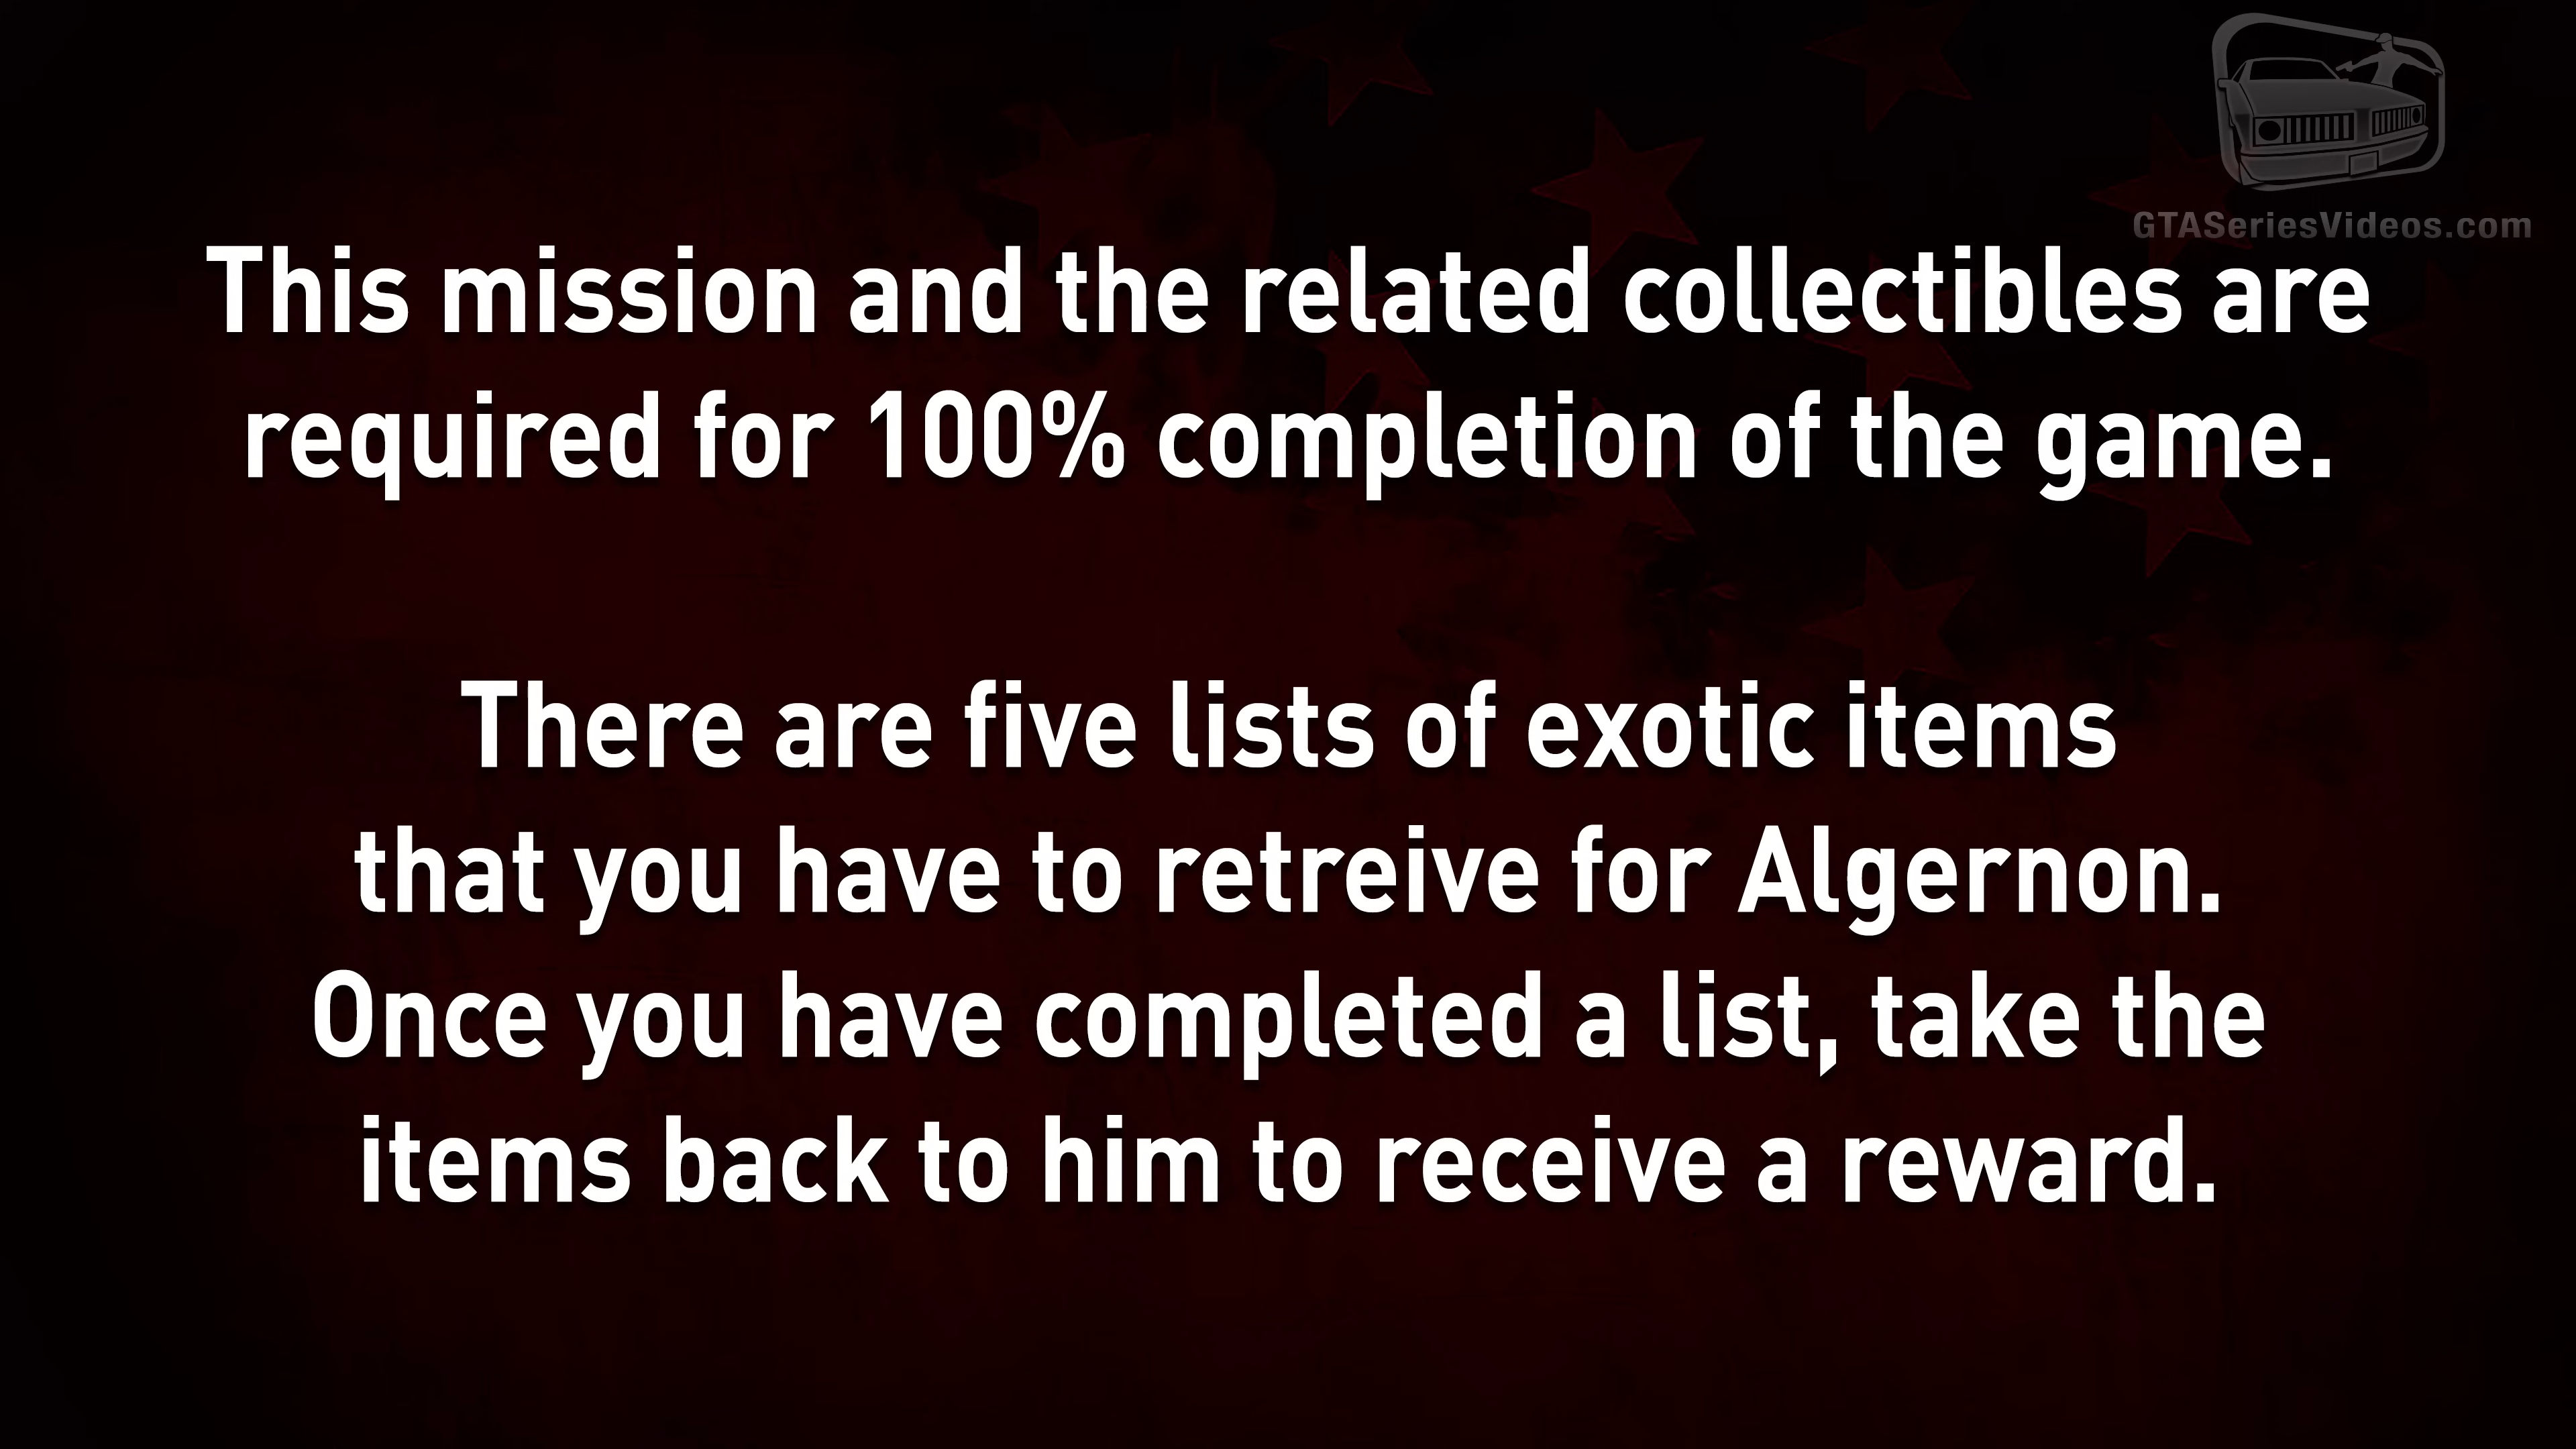 GTASeriesVideos.com
This mission and the related collectibles are
required for 100% completion of the game.
There are five lists of exotic items
that you have to retreive for Algernon.
Once you have completed a list, take the
items back to him to receive a reward.